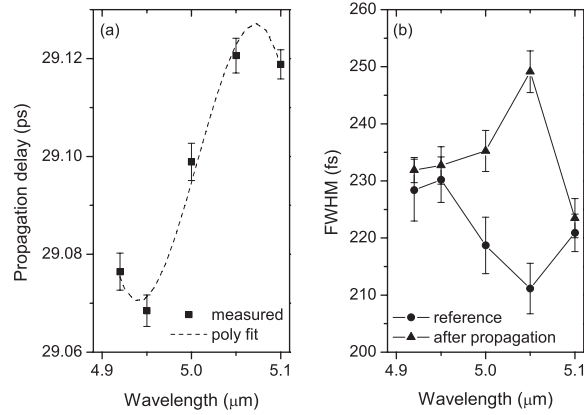 (a)
29.12
29.10
29.08
29.06
Propagation delay (ps)
measured
poly fit
4.9
5.0
5.1
Wavelength (μm)
(b)
260
250
240
230
220
210
200
FWHM (fs)
reference
after propagation
4.9
5.0
5.1
Wavelength (μm)